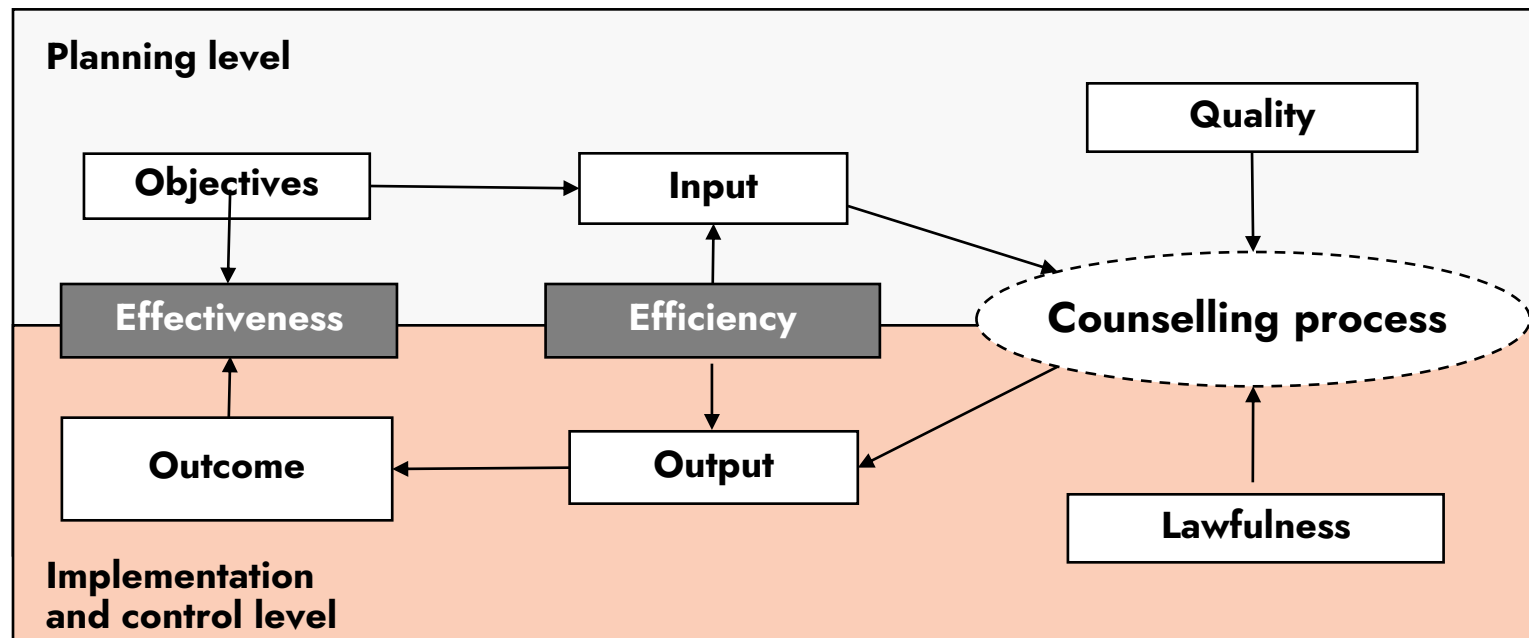 Planning level
Quality
Objectives
Input
Effectiveness
Efficiency
Counselling process
Outcome
Output
Lawfulness
Implementation
and control level